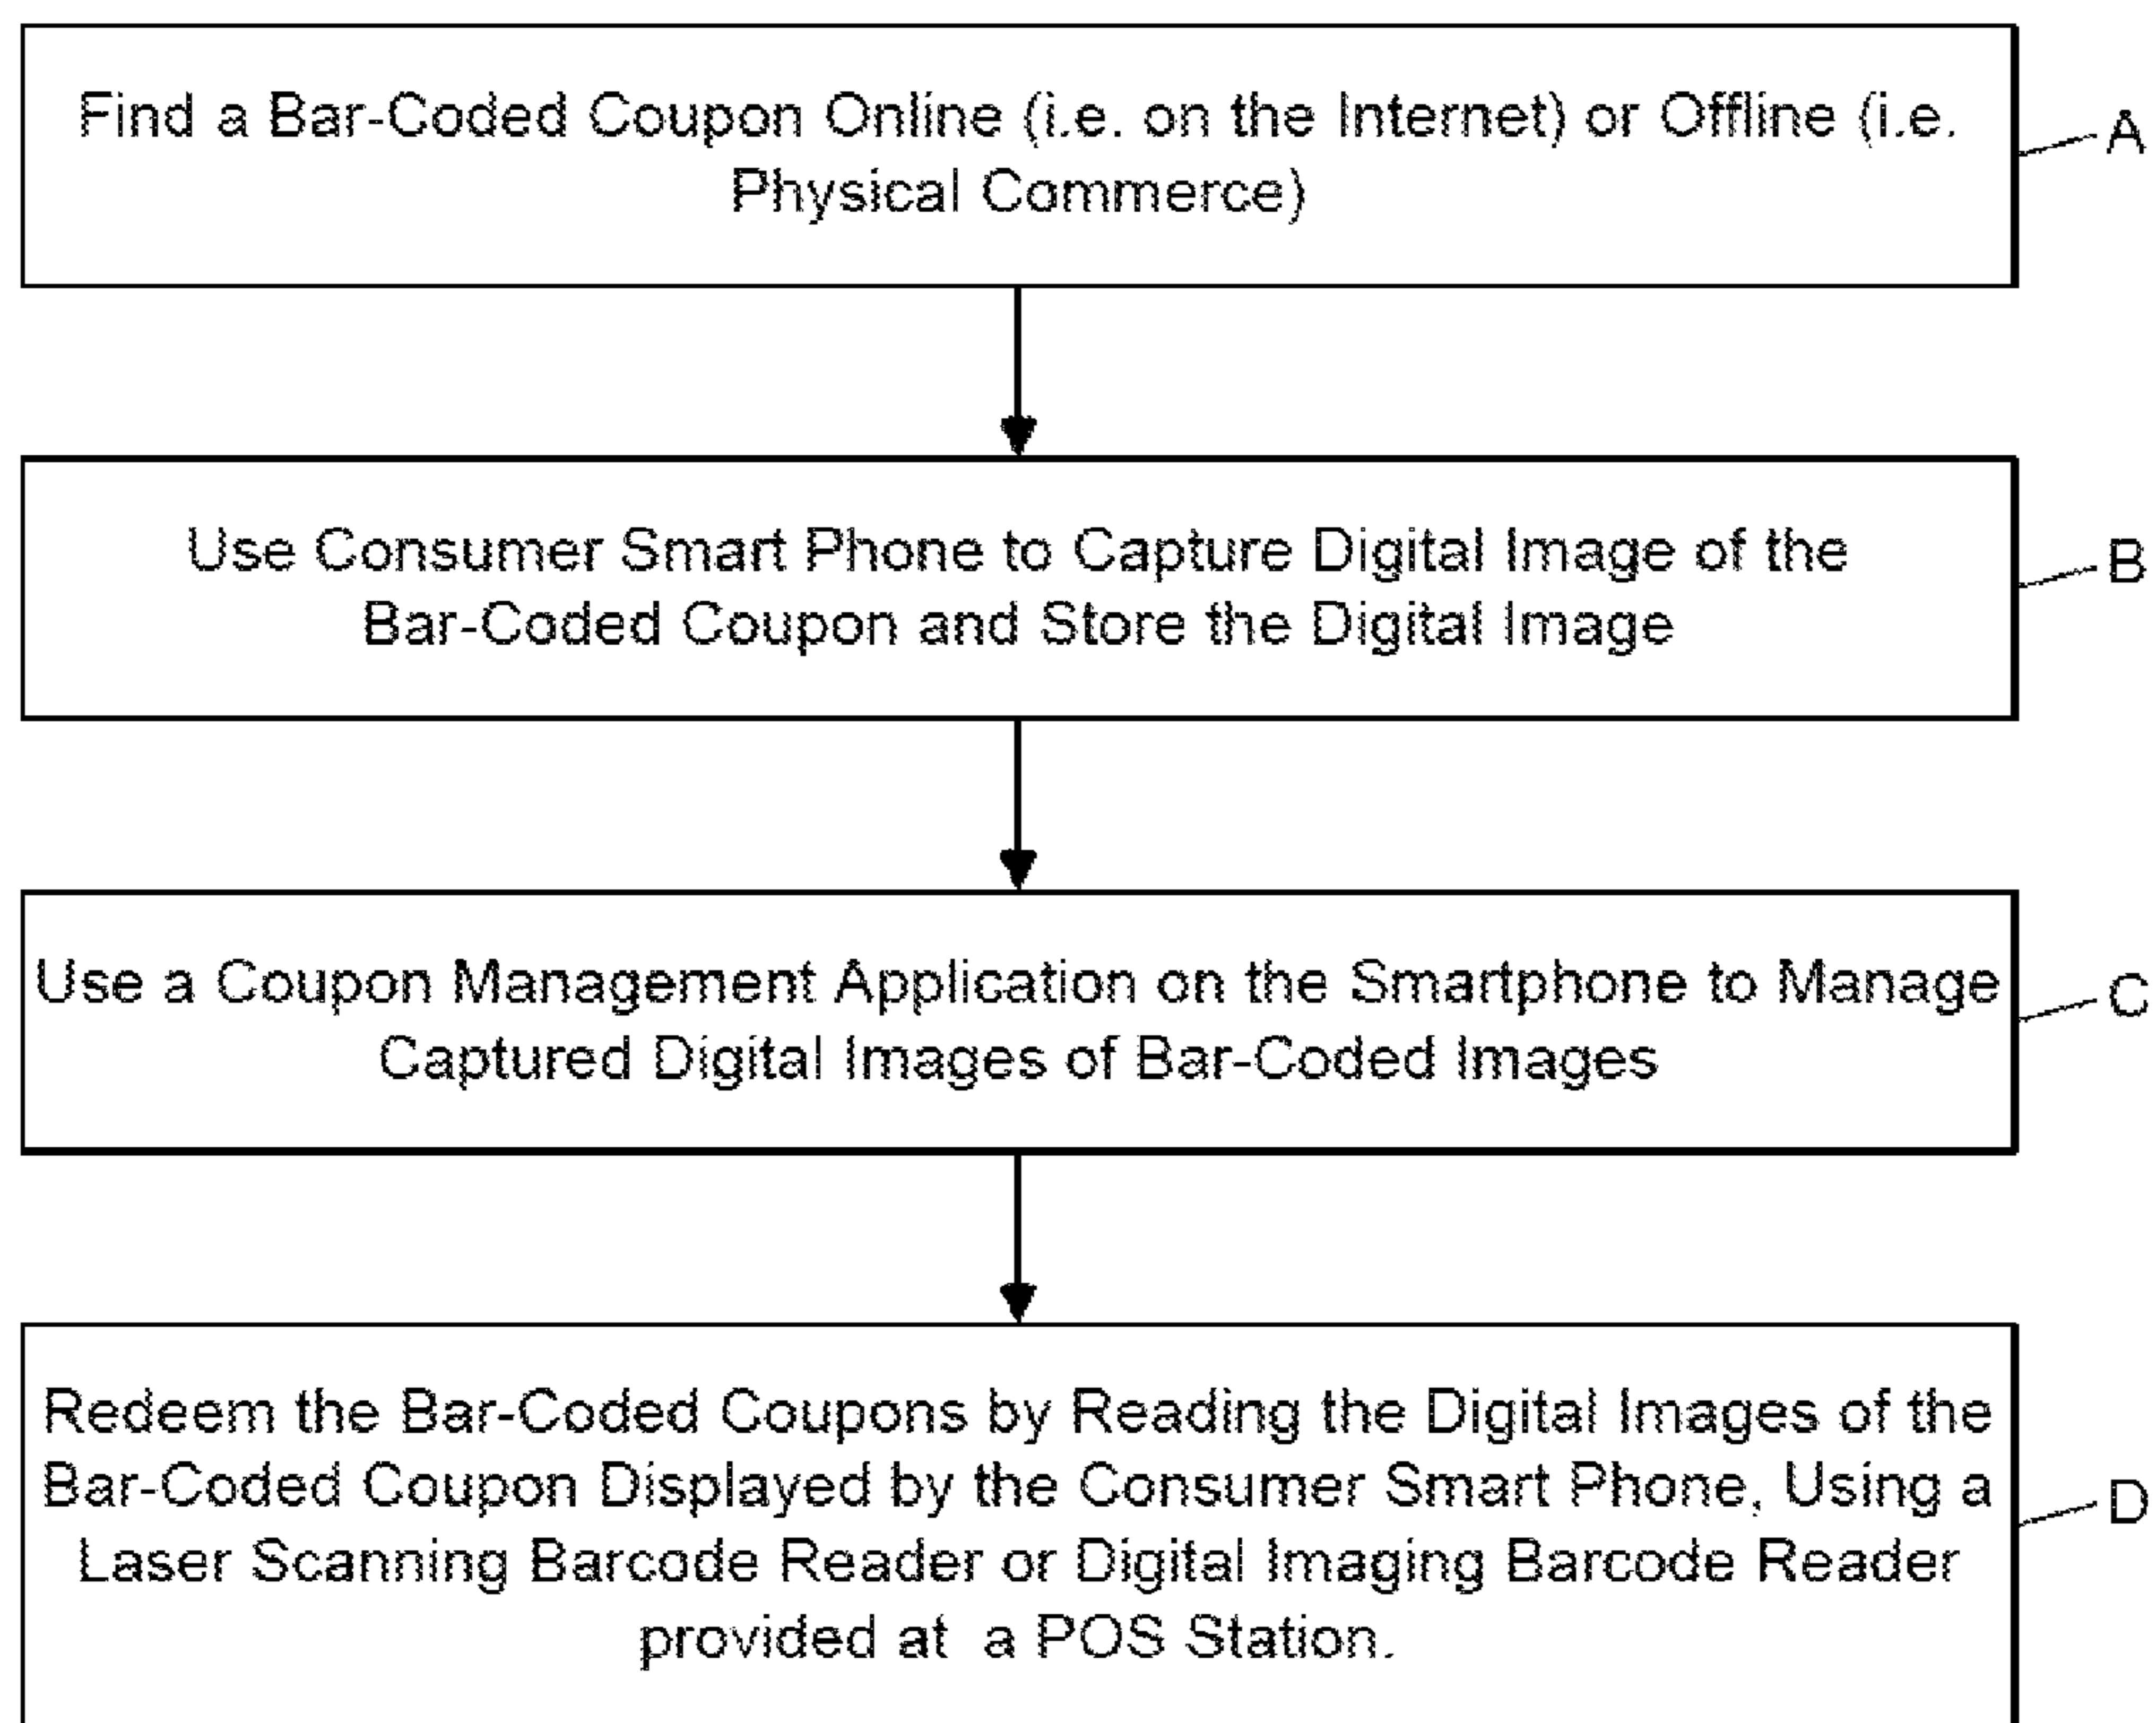 Find a Bar-Coded Coupon Online (i.e. on the Internet) or Offline (i.e.
Physical Commerce)
A
Use Consumer Smart Phone to Capture Digital Image of the
Bar-Coded Coupon and Store the Digital Image
B
Use a Coupon Management Application on the Smartphone to Manage
Captured Digital Images of Bar-Coded Images
C
Redeem the Bar-Coded Coupons by Reading the Digital Images of the
Bar-Coded Coupon Displayed by the Consumer Smart Phone, Using a
Laser Scanning Barcode Reader or Digital Imaging Barcode Reader
provided at a POS Station.
D